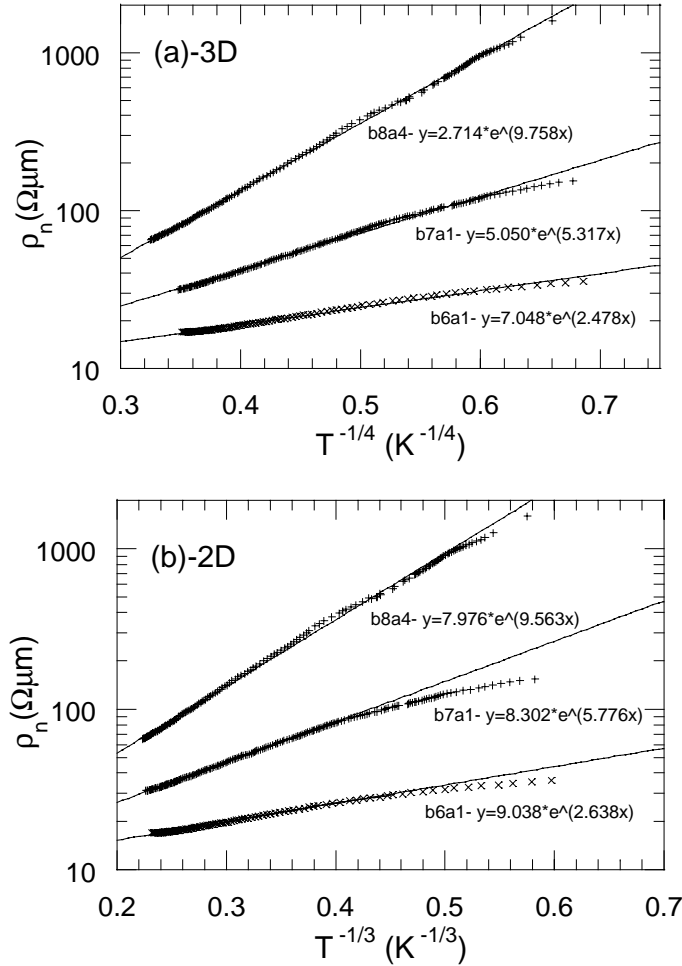 (a)-3D
1000
100
10
ρn(Ωμm)
b8a4- y=2.714*e^(9.758x)
b7a1- y=5.050*e^(5.317x)
b6a1- y=7.048*e^(2.478x)
0.3 0.4 0.5 0.6 0.7
T -1/4 (K -1/4)
(b)-2D
1000
100
10
ρn(Ωμm)
b8a4- y=7.976*e^(9.563x)
b7a1- y=8.302*e^(5.776x)
b6a1- y=9.038*e^(2.638x)
0.2 0.3 0.4 0.5 0.6 0.7
T -1/3 (K -1/3)